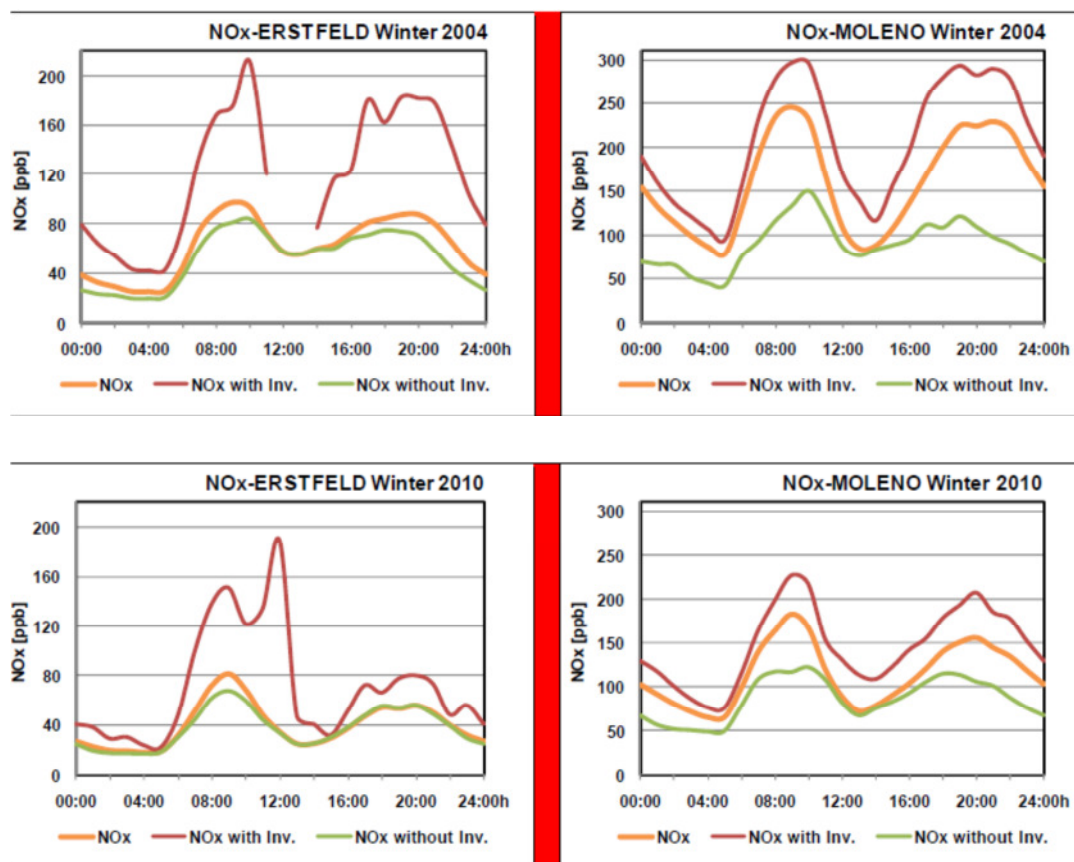 NOx-ERSTFELD Winter 2004
NOx [ppb]
200
160
120
80
40
0
00:00 04:00 08:00 12:00 16:00 20:00 24:00h
NOx NOx with Inv. NOx without Inv.
NOx-MOLENO Winter 2004
NOx [ppb]
300
250
200
150
100
50
0
00:00 04:00 08:00 12:00 16:00 20:00 24:00h
NOx NOx with Inv. NOx without Inv.
NOx-ERSTFELD Winter 2010
NOx [ppb]
200
160
120
80
40
0
00:00 04:00 08:00 12:00 16:00 20:00 24:00h
NOx NOx with Inv. NOx without Inv.
NOx-MOLENO Winter 2010
NOx [ppb]
300
250
200
150
100
50
0
00:00 04:00 08:00 12:00 16:00 20:00 24:00h
NOx NOx with Inv. NOx without Inv.